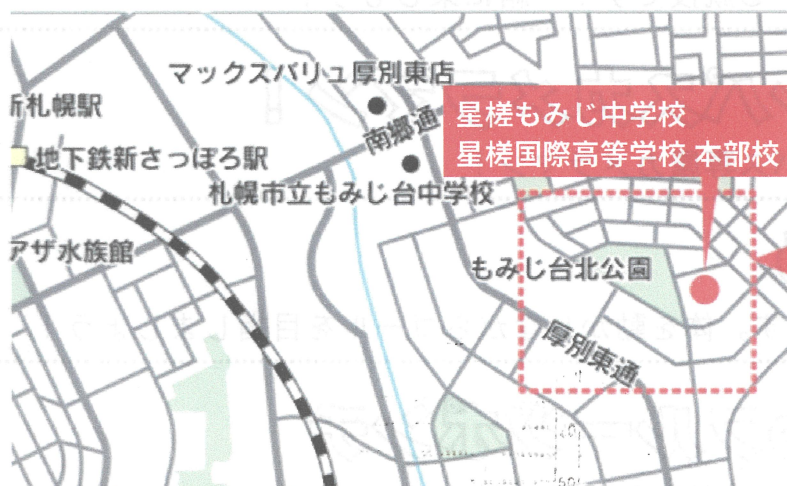 マックスバリュ厚別東店
新札幌駅
星槎もみじ中学校
星槎国際高等学校 本部校
南郷通
地下鉄新さっぽろ駅
札幌市立もみじ台中学校
アザ水族館
もみじ台北公園
厚別東通